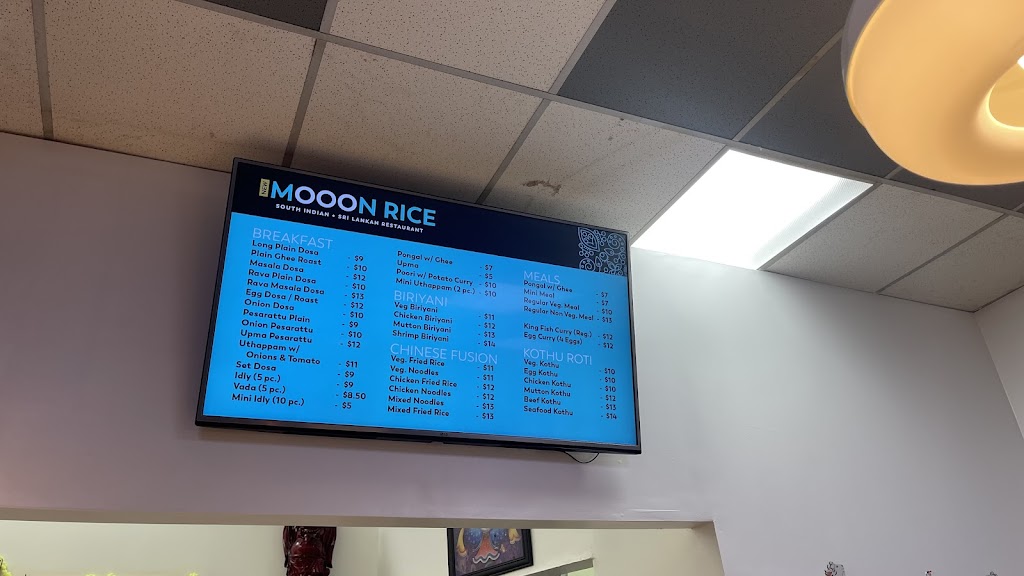 LOCAL
MOOON RICE
SOUTH INDIAN + SRI LANKAN RESTAURANT
BREAKFAST
Long Plain Dosa - $9
Plain Ghee Roast - $10
Masala Dosa - $12
Rava Plain Dosa - $10
Rava Masala Dosa - $13
Egg Dosa / Roast - $12
Onion Dosa - $10
Pesarattu Plain - $9
Onion Pesarattu - $10
Upma Pesarattu - $12
Uthappam w/
Onions & Tomato - $11
Set Dosa - $9
Idly (5 pc.) - $9
Vada (5 pc.) - $8.50
Mini Idly (10 pc.) - $5
Pongal w/ Ghee - $7
Upma - $5
Poori w/ Potato Curry - $10
Mini Uthappam (2 pc.) - $10
BIRIYANI
Veg Biriyani - $11
Chicken Biriyani - $12
Mutton Biriyani - $13
Shrimp Biriyani - $14
CHINESE FUSION
Veg. Fried Rice - $11
Veg. Noodles - $11
Chicken Fried Rice - $12
Chicken Noodles - $12
Mixed Noodles - $13
Mixed Fried Rice - $13
MEALS
Pongal w/ Ghee - $7
Mini Meal - $7
Regular Veg. Meal - $10
Regular Non Veg. Meal - $13
King Fish Curry (Reg.) - $12
Egg Curry (4 Eggs) - $12
KOTHU ROTI
Veg. Kothu - $10
Egg Kothu - $10
Chicken Kothu - $10
Mutton Kothu - $12
Beef Kothu - $13
Seafood Kothu - $14